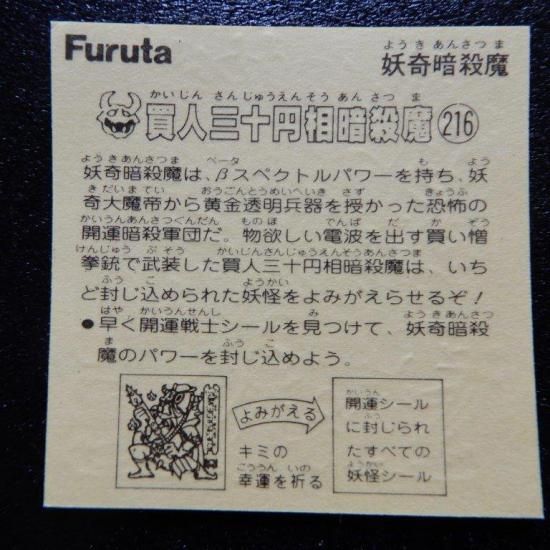 Furuta
ようきあんさつま
妖奇暗殺魔
かいじん さんじゅうえんそう あん さつ ま
買人三十円相暗殺魔 216
ようきあんさつま ベータ も よう
妖奇暗殺魔は、βスペクトルパワーを持ち、妖
きだいまてい おうごんとうめいへいき さず きょうふ
奇大魔帝から黄金透明兵器を授かった恐怖の
かいうんあんさつぐんだん ものほ でんぱ だ か ぞう
開運暗殺軍団だ。物欲しい電波を出す買い憎
けんじゅう ぶそう かいじんさんじゅうえんそうあんさつま
拳銃で武装した買人三十円相暗殺魔は、いち
ふう こ ようかい
ど封じ込められた妖怪をよみがえらせるぞ！
はや かいうんせんし み ようきあんさつ
●早く開運戦士シールを見つけて、妖奇暗殺
ま ふう こ
魔のパワーを封じ込めよう。
よみがえる
キミの
こううん いの
幸運を祈る
かいうん
開運シール
ふう
に封じられ
たすべての
ようかい
妖怪シール